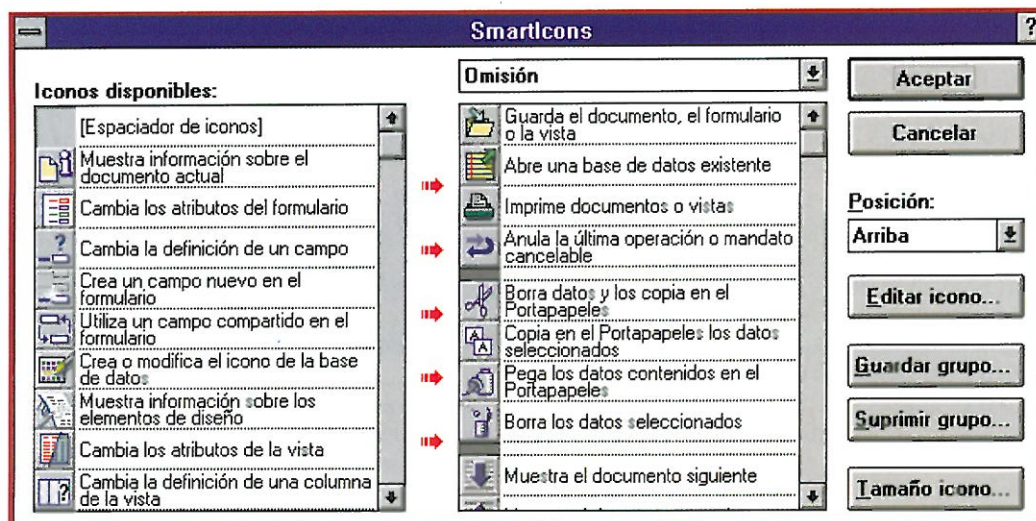 SmartIcons
?
Iconos disponibles:
[Espaciador de iconos]
Muestra información sobre el
documento actual
Cambia los atributos del formulario
Cambia la definición de un campo
Crea un campo nuevo en el
formulario
Utiliza un campo compartido en el
formulario
Crea o modifica el icono de la base
de datos
Muestra información sobre los
elementos de diseño
Cambia los atributos de la vista
Cambia la definición de una columna
de la vista
Omisión
Guarda el documento, el formulario
o la vista
Abre una base de datos existente
Imprime documentos o vistas
Anula la última operación o mandato
cancelable
Borra datos y los copia en el
Portapapeles
Copia en el Portapapeles los datos
seleccionados
Pega los datos contenidos en el
Portapapeles
Borra los datos seleccionados
Muestra el documento siguiente
Aceptar
Cancelar
Posición:
Arriba
Editar icono...
Guardar grupo...
Suprimir grupo...
Tamaño icono...